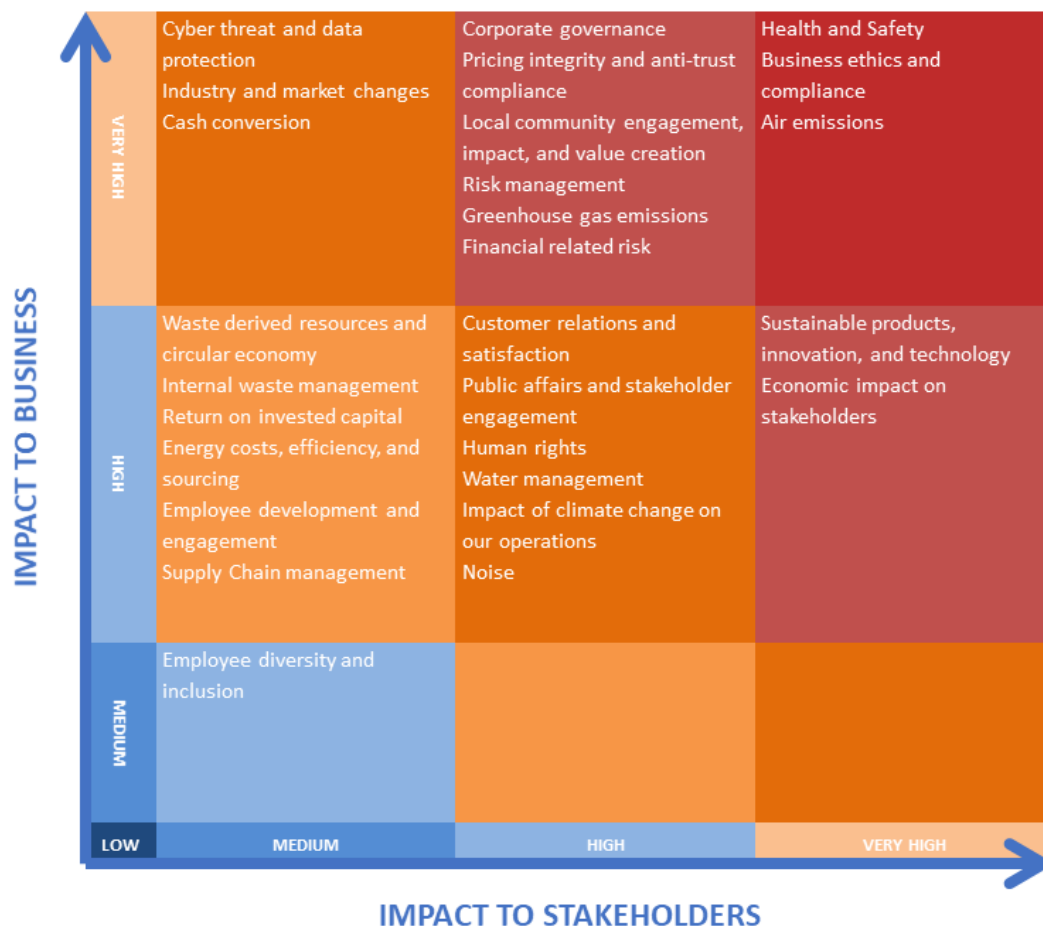 IMPACT TO BUSINESS
VERY HIGH
Cyber threat and data
protection
Industry and market changes
Cash conversion
Corporate governance
Pricing integrity and anti-trust
compliance
Local community engagement,
impact, and value creation
Risk management
Greenhouse gas emissions
Financial related risk
Health and Safety
Business ethics and
compliance
Air emissions
HIGH
Waste derived resources and
circular economy
Internal waste management
Return on invested capital
Energy costs, efficiency, and
sourcing
Employee development and
engagement
Supply Chain management
Customer relations and
satisfaction
Public affairs and stakeholder
engagement
Human rights
Water management
Impact of climate change on
our operations
Noise
Sustainable products,
innovation, and technology
Economic impact on
stakeholders
MEDIUM
Employee diversity and
inclusion
LOW
MEDIUM
HIGH
VERY HIGH
IMPACT TO STAKEHOLDERS